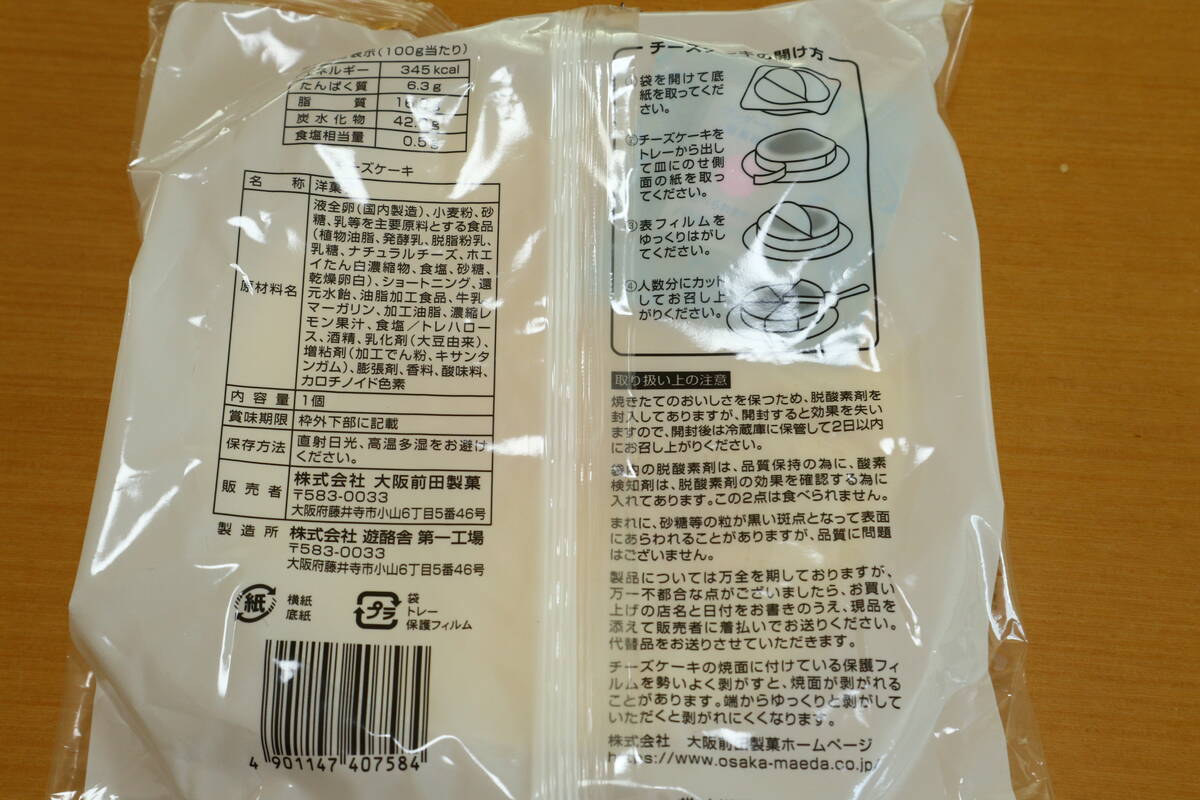 表示(100g当たり)
エネルギー 345kcal
たんぱく質 6.3g
脂質
炭水化物
食塩相当量 0.5g
チーズケーキ
名称 洋菓
原材料名 液全卵(国内製造)、小麦粉、砂
糖、乳等を主要原料とする食品
(植物油脂、発酵乳、脱脂粉乳、
乳糖、ナチュラルチーズ、ホエ
イたん白濃縮物、食塩、砂糖、
乾燥卵白)、ショートニング、還
元水飴、油脂加工食品、牛乳
マーガリン、加工油脂、濃縮レ
モン果汁、食塩/トレハロー
ス、酒精、乳化剤(大豆由来)、
増粘剤(加工でん粉、キサンタ
ンガム)、膨張剤、香料、酸味料、
カロチノイド色素
内容量 1個
賞味期限 枠外下部に記載
保存方法 直射日光、高温多湿をお避け
ください。
販売者 株式会社 大阪前田製菓
〒583-0033
大阪府藤井寺市小山6丁目5番46号
製造所 株式会社 遊酪舎 第一工場
〒583-0033
大阪府藤井寺市小山6丁目5番46号
紙 横紙
底紙
プラ 袋
トレー
保護フィルム
4 901147 407584
チーズケーキの開け方
①袋を開けて底
紙を取ってくだ
さい。
②チーズケーキを
トレーから出し
て皿にのせ側
面の紙を取っ
てください。
③表フィルムを
ゆっくりはがし
てください。
④人数分にカット
してお召し上
がりください。
取り扱い上の注意
焼きたてのおいしさを保つため、脱酸素剤を
封入してありますが、開封すると効果を失い
ますので、開封後は冷蔵庫に保管して2日以内
にお召し上がりください。
袋内の脱酸素剤は、品質保持の為に、酸素
検知剤は、脱酸素剤の効果を確認する為に
入れてあります。この2点は食べられません。
まれに、砂糖等の粒が黒い斑点となって表面
にあらわれることがありますが、品質に問題
はございません。
製品については万全を期しておりますが、
万一不都合な点がございましたら、お買い
上げの店名と日付をお書きのうえ、現品を
添えて販売者に着払いでお送りください。
代替品をお送りさせていただきます。
チーズケーキの焼面に付けている保護フィ
ルムを勢いよく剥がすと、焼面が剥がれる
ことがあります。端からゆっくりと剥がして
いただくと剥がれにくくなります。
株式会社 大阪前田製菓ホームページ
https://www.osaka-maeda.co.jp/